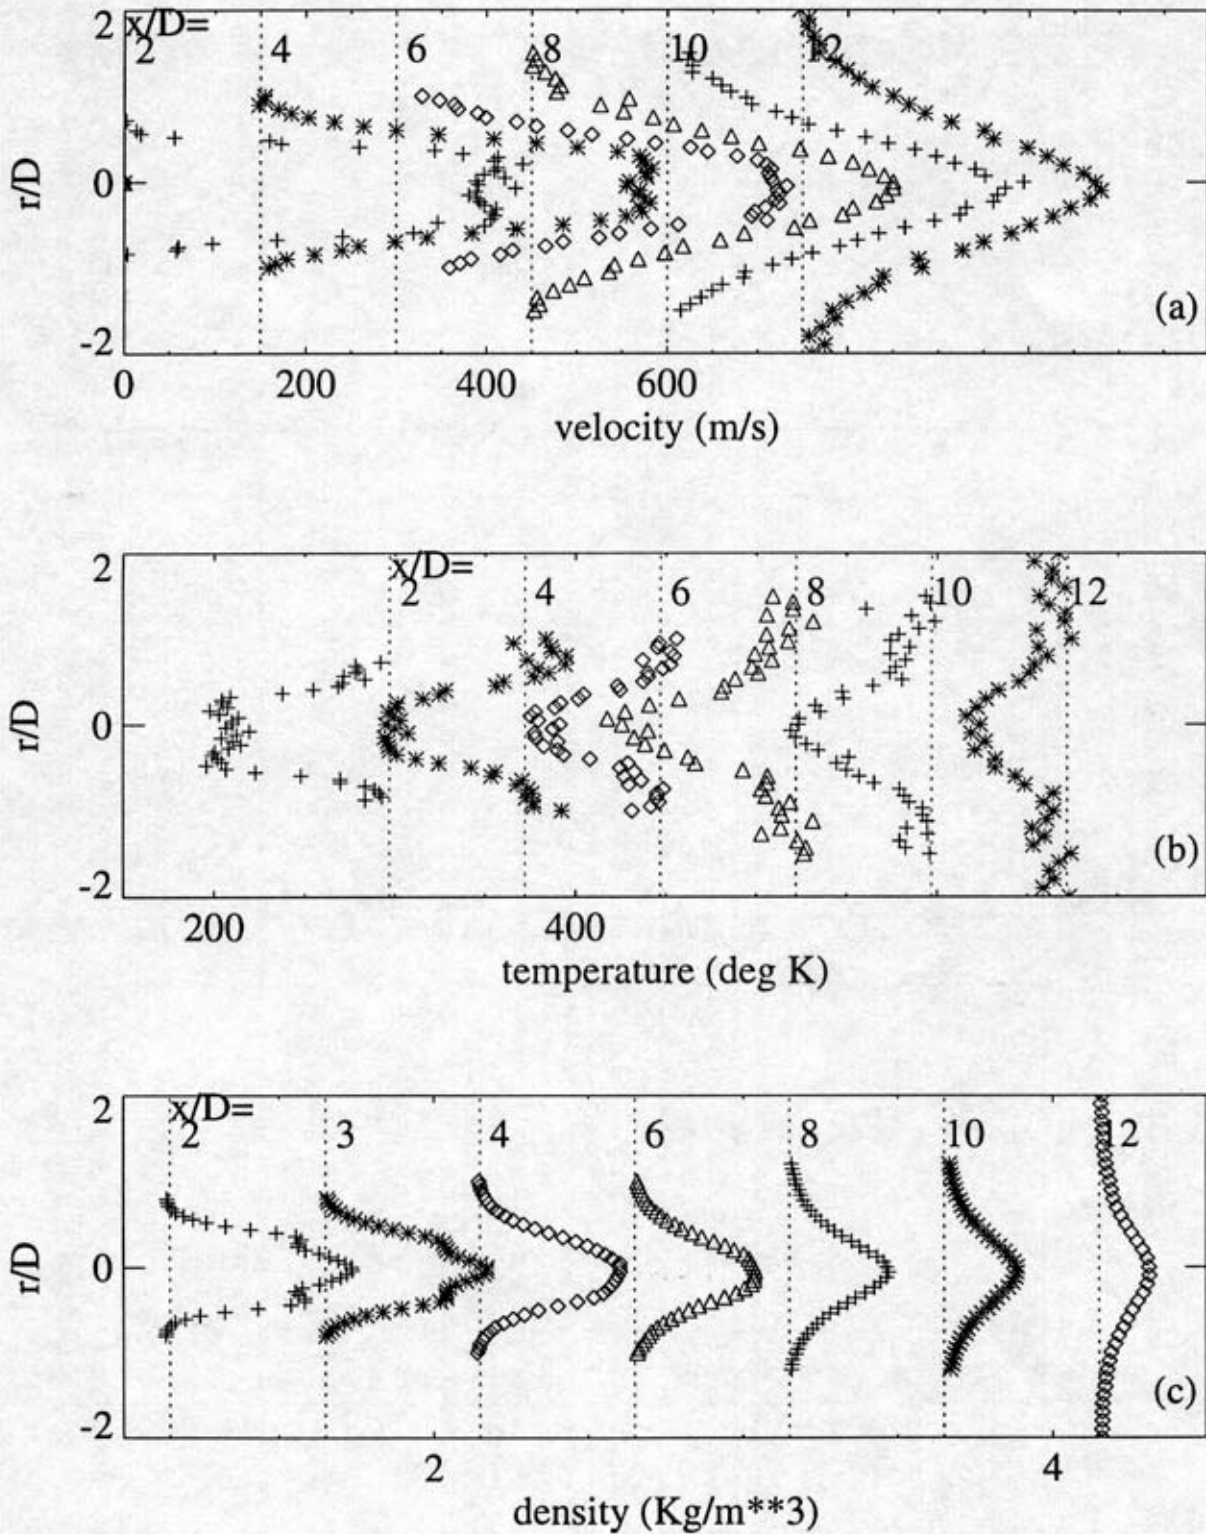 x/D=
2 4 6 8 10 12
2
0
-2
r/D
(a)
0 200 400 600
velocity (m/s)
x/D=
2 4 6 8 10 12
2
0
-2
r/D
(b)
200 400
temperature (deg K)
x/D=
2 3 4 6 8 10 12
2
0
-2
r/D
(c)
2 4
density (Kg/m**3)